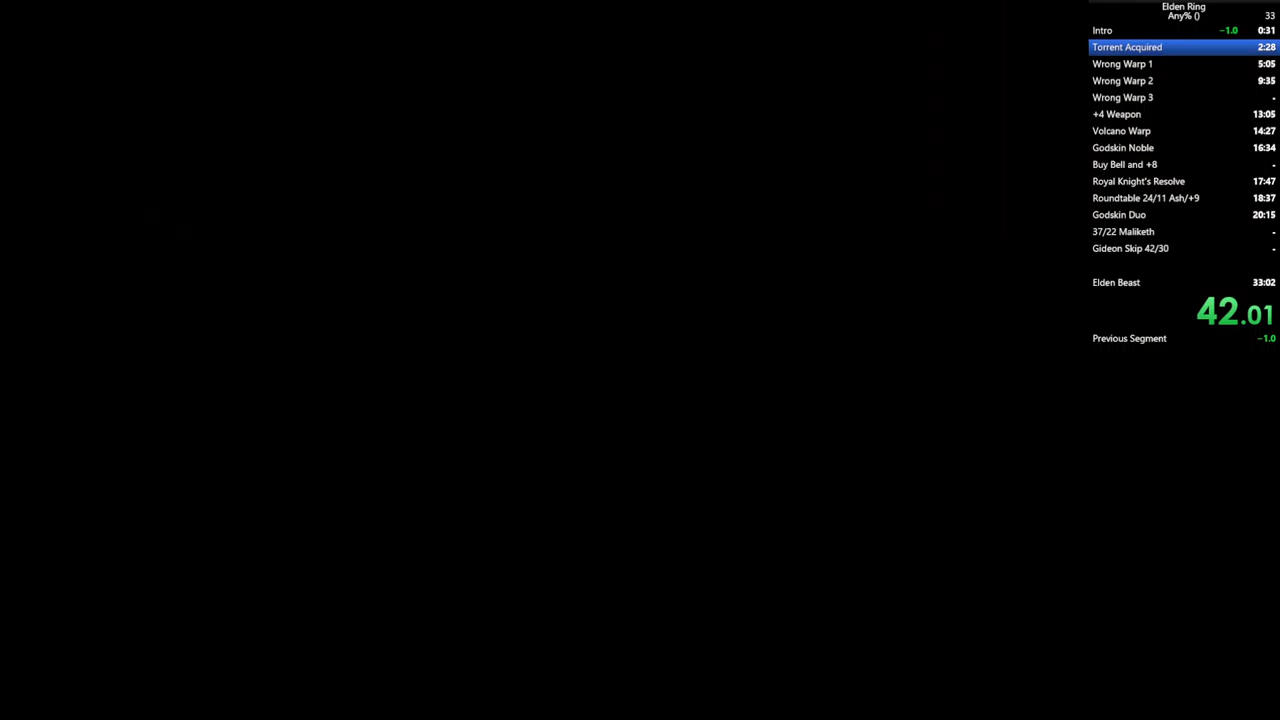 Elden Ring
Any% () 33
Intro −1.0 0:31
Torrent Acquired 2:28
Wrong Warp 1 5:05
Wrong Warp 2 9:35
Wrong Warp 3 -
+4 Weapon 13:05
Volcano Warp 14:27
Godskin Noble 16:34
Buy Bell and +8 -
Royal Knight's Resolve 17:47
Roundtable 24/11 Ash/+9 18:37
Godskin Duo 20:15
37/22 Maliketh -
Gideon Skip 42/30 -
Elden Beast 33:02
42.01
Previous Segment −1.0